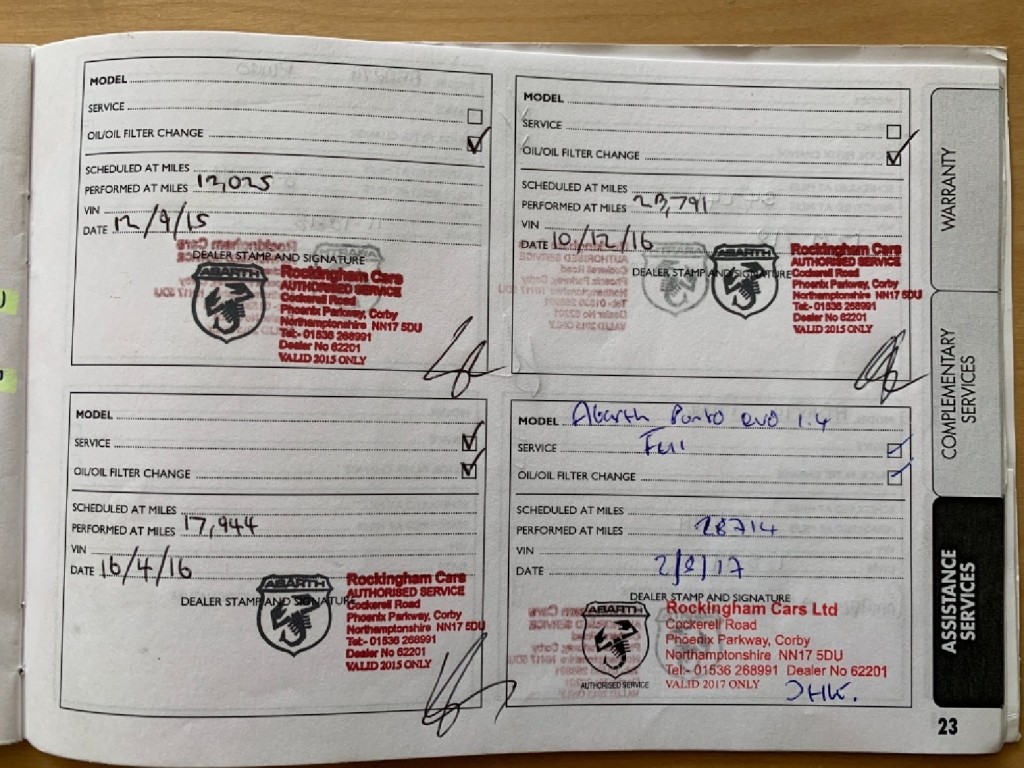 MODEL
SERVICE
OIL/OIL FILTER CHANGE
SCHEDULED AT MILES
PERFORMED AT MILES 12,025
VIN
DATE 12/9/15
DEALER STAMP AND SIGNATURE
ABARTH
Rockingham Cars
AUTHORISED SERVICE
Cockerell Road
Phoenix Parkway, Corby
Northamptonshire NN17 5DU
Tel:- 01536 268991
Dealer No 62201
VALID 2015 ONLY
MODEL
SERVICE
OIL/OIL FILTER CHANGE
SCHEDULED AT MILES
PERFORMED AT MILES 23,791
VIN
DATE 10/12/16
DEALER STAMP AND SIGNATURE
ABARTH
Rockingham Cars
AUTHORISED SERVICE
Cockerell Road
Phoenix Parkway, Corby
Northamptonshire NN17 5DU
Tel:- 01536 268991
Dealer No 62201
VALID 2015 ONLY
MODEL
SERVICE
OIL/OIL FILTER CHANGE
SCHEDULED AT MILES
PERFORMED AT MILES 17,944
VIN
DATE 16/4/16
DEALER STAMP AND SIGNATURE
ABARTH
Rockingham Cars
AUTHORISED SERVICE
Cockerell Road
Phoenix Parkway, Corby
Northamptonshire NN17 5DU
Tel:- 01536 268991
Dealer No 62201
VALID 2015 ONLY
MODEL Abarth Punto evo 1.4
SERVICE Full
OIL/OIL FILTER CHANGE
SCHEDULED AT MILES
PERFORMED AT MILES 28714
VIN
DATE 2/8/17
DEALER STAMP AND SIGNATURE
ABARTH
AUTHORISED SERVICE
Rockingham Cars Ltd
Cockerell Road
Phoenix Parkway, Corby
Northamptonshire NN17 5DU
Tel:- 01536 268991 Dealer No 62201
VALID 2017 ONLY
WARRANTY
COMPLEMENTARY
SERVICES
ASSISTANCE
SERVICES
23